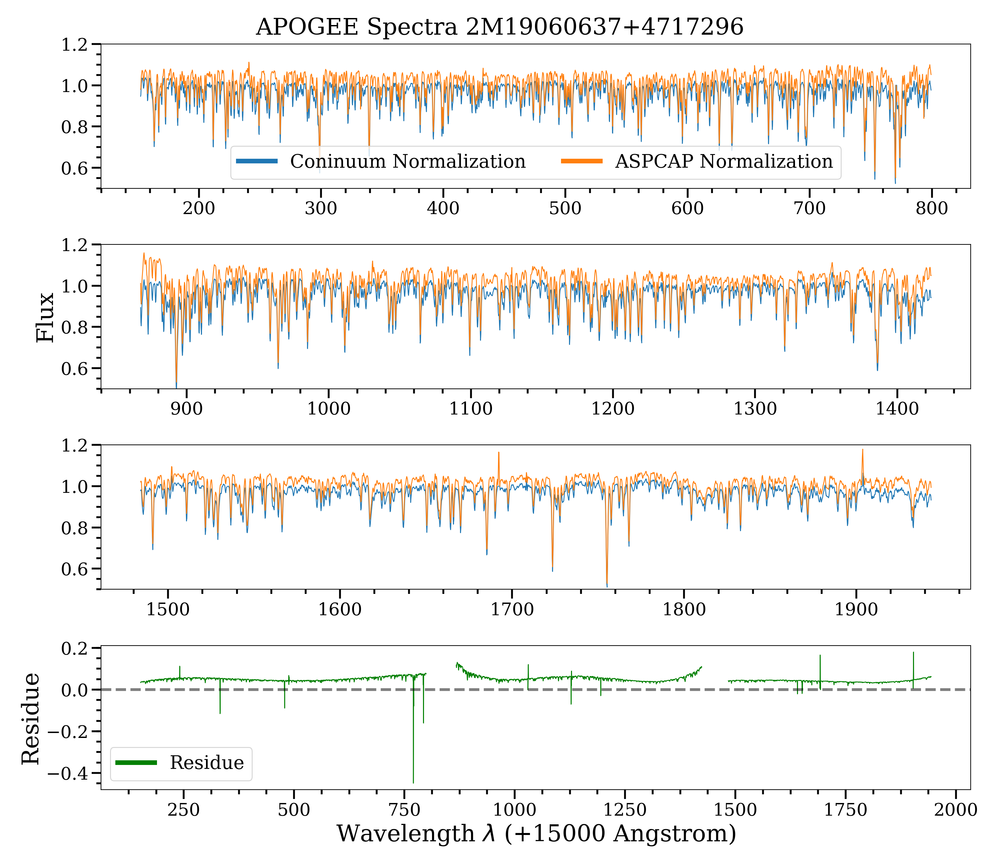 APOGEE Spectra 2M19060637+4717296
1.2
1.0
0.8
0.6
Coninuum Normalization
ASPCAP Normalization
200 300 400 500 600 700 800
Flux
1.2
1.0
0.8
0.6
900 1000 1100 1200 1300 1400
1.2
1.0
0.8
0.6
1500 1600 1700 1800 1900
Residue
0.2
0.0
−0.2
−0.4
Residue
250 500 750 1000 1250 1500 1750 2000
Wavelength λ (+15000 Angstrom)